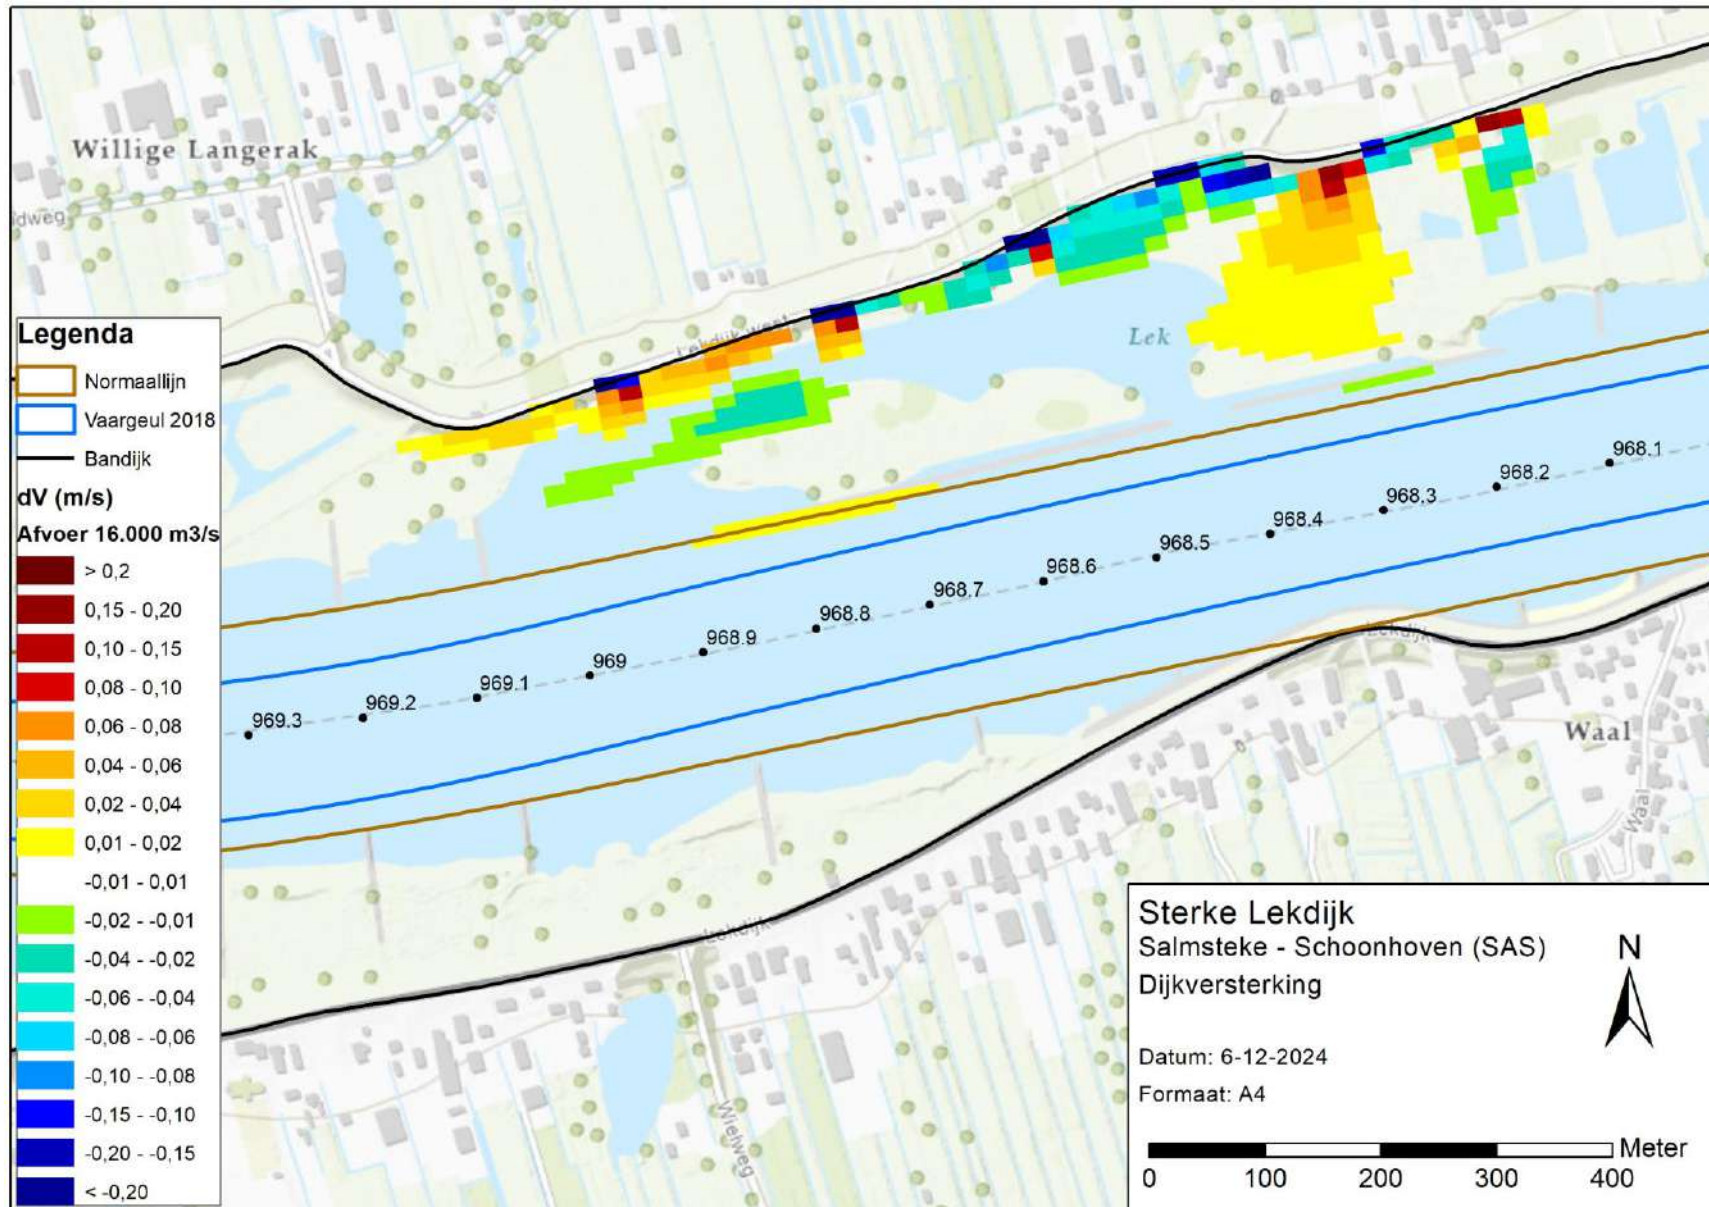 Willige Langerak
dweg
Lekdijk West
Lek
Legenda
Normaallijn
Vaargeul 2018
Bandijk
dV (m/s)
Afvoer 16.000 m3/s
> 0,2
0,15 - 0,20
0,10 - 0,15
0,08 - 0,10
0,06 - 0,08
0,04 - 0,06
0,02 - 0,04
0,01 - 0,02
-0,01 - 0,01
-0,02 - -0,01
-0,04 - -0,02
-0,06 - -0,04
-0,08 - -0,06
-0,10 - -0,08
-0,15 - -0,10
-0,20 - -0,15
< -0,20
969.3
969.2
969.1
969
968.9
968.8
968.7
968.6
968.5
968.4
968.3
968.2
968.1
Lekdijk
Waal
Waal
Lekdijk
Wielweg
Sterke Lekdijk
Salmsteke - Schoonhoven (SAS)
Dijkversterking
N
Datum: 6-12-2024
Formaat: A4
Meter
0 100 200 300 400